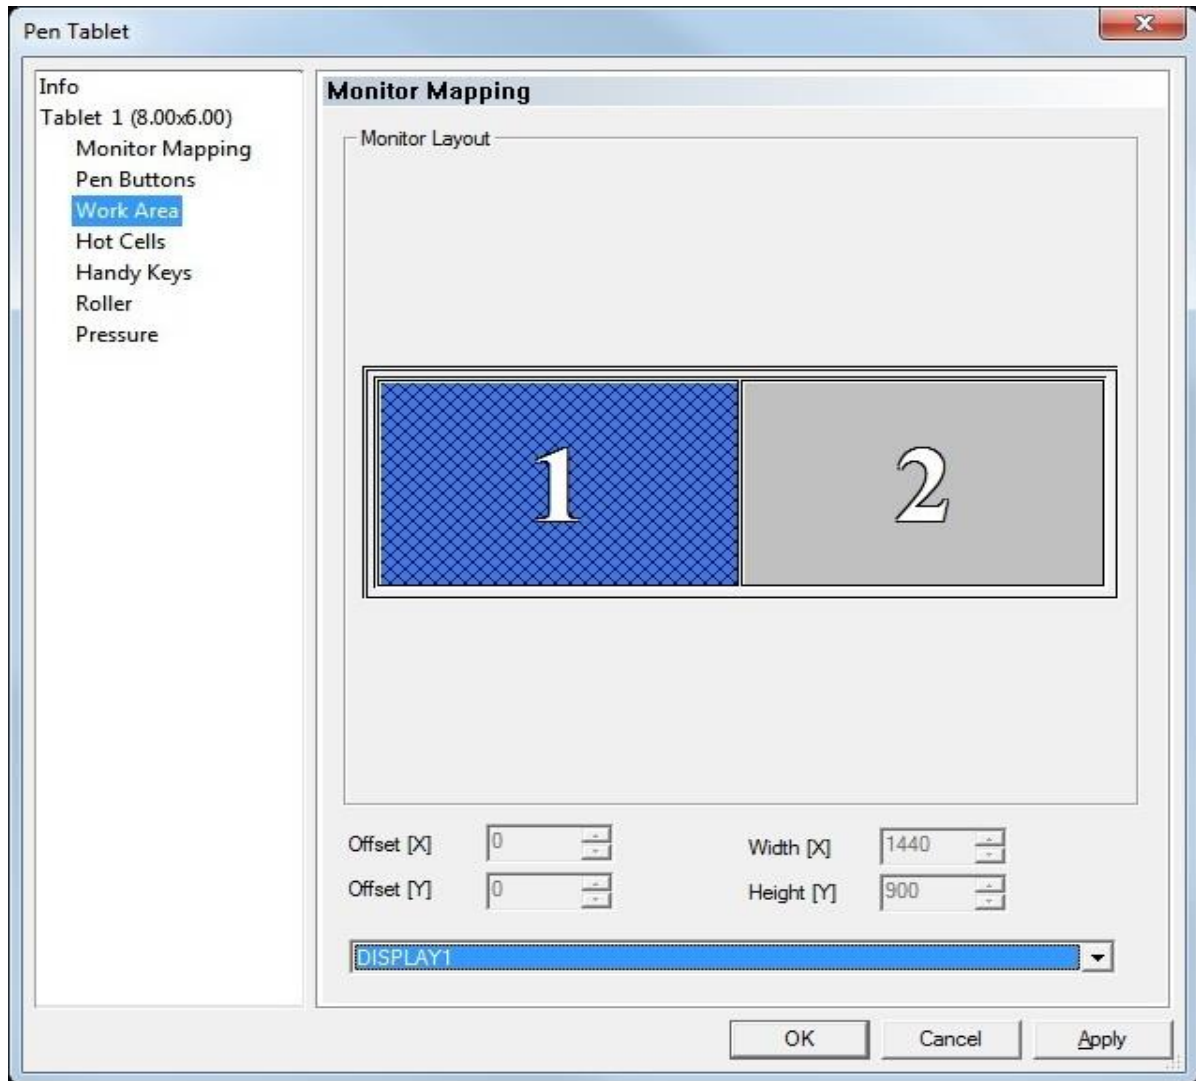 Pen Tablet
Info
Tablet 1 (8.00x6.00)
Monitor Mapping
Pen Buttons
Work Area
Hot Cells
Handy Keys
Roller
Pressure
Monitor Mapping
Monitor Layout
1 2
Offset [X] 0 Width [X] 1440
Offset [Y] 0 Height [Y] 900
DISPLAY1
OK Cancel Apply